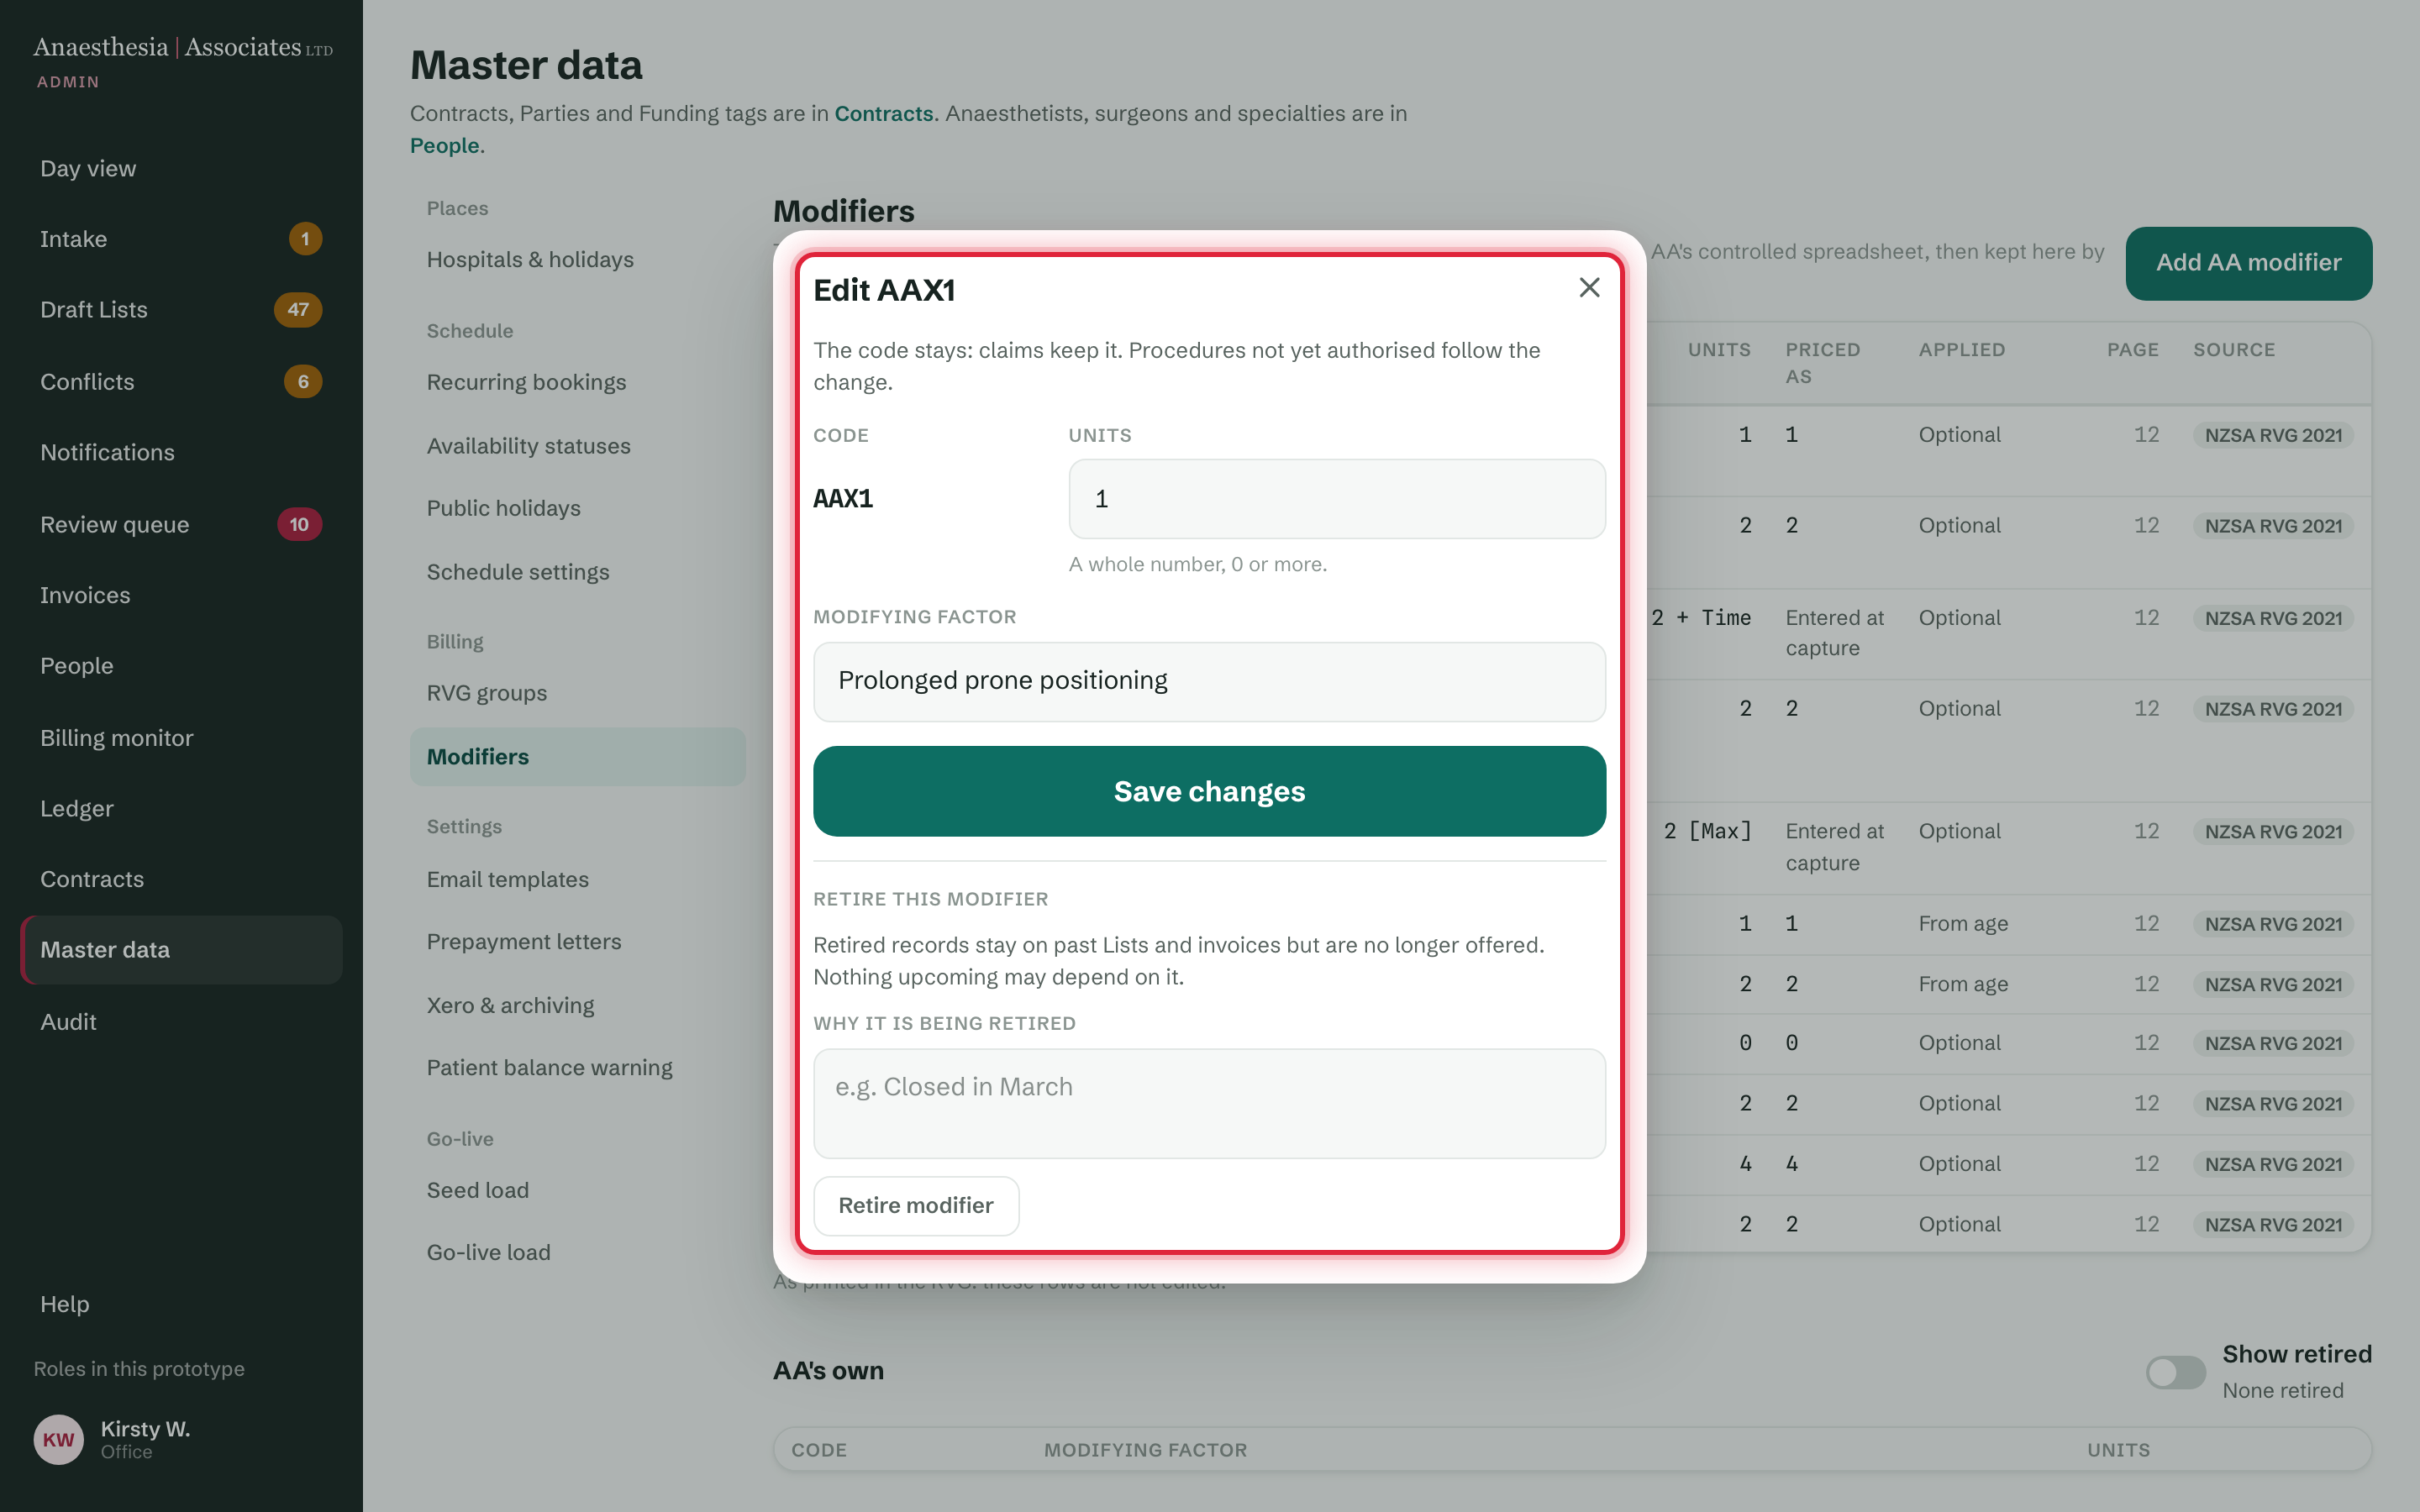 Anaesthesia | Associates LTD
ADMIN
Day view
Intake 1
Draft Lists 47
Conflicts 6
Notifications
Review queue 10
Invoices
People
Billing monitor
Ledger
Contracts
Master data
Audit
Help
Roles in this prototype
KW
Kirsty W.
Office
Master data
Contracts, Parties and Funding tags are in Contracts. Anaesthetists, surgeons and specialties are in
People.
Places
Hospitals & holidays
Schedule
Recurring bookings
Availability statuses
Public holidays
Schedule settings
Billing
RVG groups
Modifiers
Settings
Email templates
Prepayment letters
Xero & archiving
Patient balance warning
Go-live
Seed load
Go-live load
Modifiers
AA's controlled spreadsheet, then kept here by
Add AA modifier
Edit AAX1
The code stays: claims keep it. Procedures not yet authorised follow the
change.
CODE UNITS
AAX1 1
A whole number, 0 or more.
MODIFYING FACTOR
Prolonged prone positioning
Save changes
RETIRE THIS MODIFIER
Retired records stay on past Lists and invoices but are no longer offered.
Nothing upcoming may depend on it.
WHY IT IS BEING RETIRED
e.g. Closed in March
Retire modifier
UNITS PRICED AS APPLIED PAGE SOURCE
1 1 Optional 12 NZSA RVG 2021
2 2 Optional 12 NZSA RVG 2021
2 + Time Entered at capture Optional 12 NZSA RVG 2021
2 2 Optional 12 NZSA RVG 2021
2 [Max] Entered at capture Optional 12 NZSA RVG 2021
1 1 From age 12 NZSA RVG 2021
2 2 From age 12 NZSA RVG 2021
0 0 Optional 12 NZSA RVG 2021
2 2 Optional 12 NZSA RVG 2021
4 4 Optional 12 NZSA RVG 2021
2 2 Optional 12 NZSA RVG 2021
As printed in the RVG: these rows are not edited.
AA's own
Show retired
None retired
CODE MODIFYING FACTOR UNITS